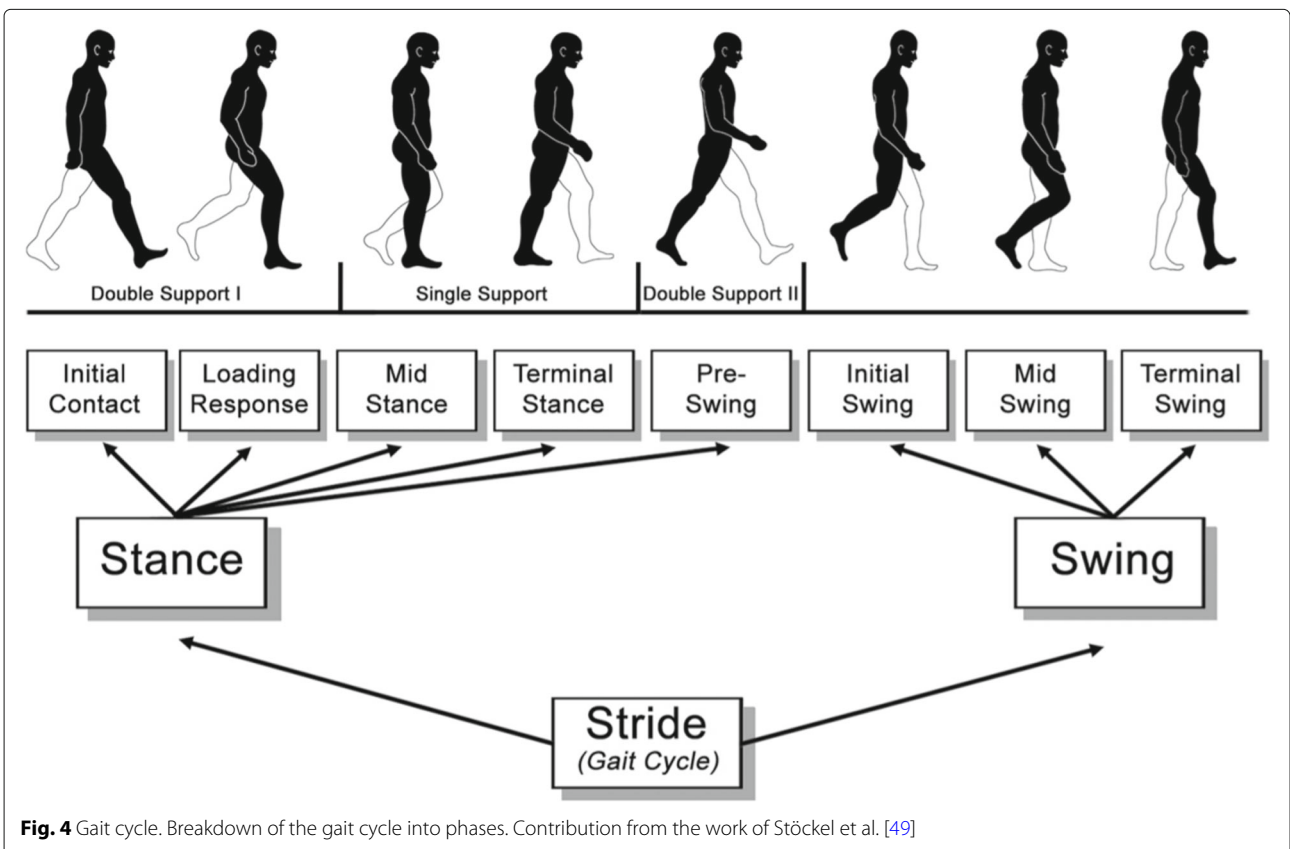 Double Support I
Single Support
Double Support II
Initial
Contact
Loading
Response
Mid
Stance
Terminal
Stance
Pre-
Swing
Initial
Swing
Mid
Swing
Terminal
Swing
Stance
Swing
Stride
(Gait Cycle)
Fig. 4 Gait cycle. Breakdown of the gait cycle into phases. Contribution from the work of Stöckel et al. [49]